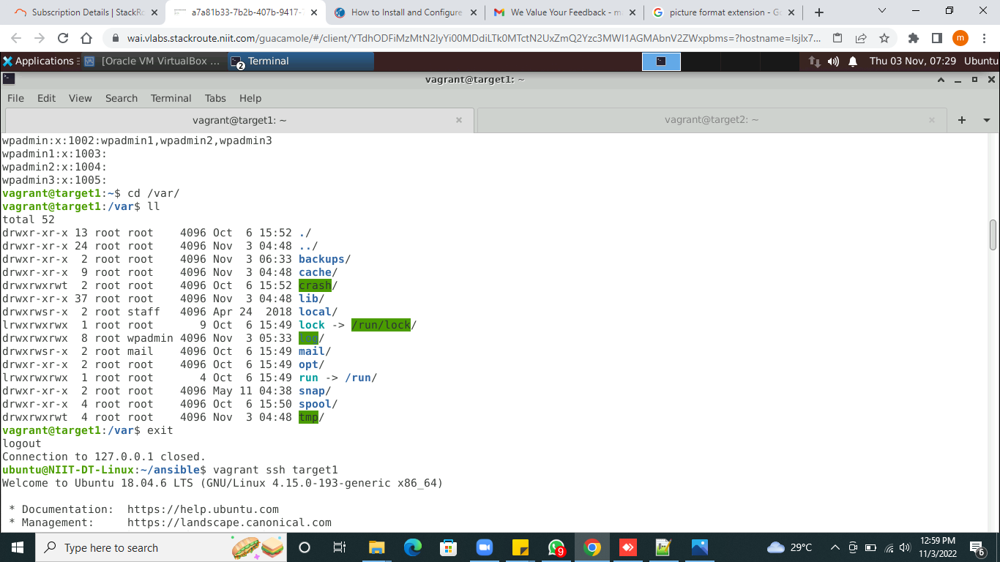 Subscription Details | StackRo
a7a81b33-7b2b-407b-9417-7
How to Install and Configure
We Value Your Feedback - m
picture format extension - Go
wai.vlabs.stackroute.niit.com/guacamole/#/client/YTdhODFiMzMtN2IyYi00MDdiLTk0MTctN2UxZmQ2Yzc3MWI1AGMAbnV2ZWxpbms=?hostname=lsjlx7...
m
Applications
[Oracle VM VirtualBox ...
2
Terminal
Thu 03 Nov, 07:29
Ubuntu
vagrant@target1: ~
File Edit View Search Terminal Tabs Help
vagrant@target1: ~
vagrant@target2: ~
wpadmin:x:1002:wpadmin1,wpadmin2,wpadmin3
wpadmin1:x:1003:
wpadmin2:x:1004:
wpadmin3:x:1005:
vagrant@target1:~$ cd /var/
vagrant@target1:/var$ ll
total 52
drwxr-xr-x 13 root root    4096 Oct  6 15:52 ./
drwxr-xr-x 24 root root    4096 Nov  3 04:48 ../
drwxr-xr-x  2 root root    4096 Nov  3 06:33 backups/
drwxr-xr-x  9 root root    4096 Nov  3 04:48 cache/
drwxrwxrwt  2 root root    4096 Oct  6 15:52 crash/
drwxr-xr-x 37 root root    4096 Nov  3 04:48 lib/
drwxrwsr-x  2 root staff   4096 Apr 24  2018 local/
lrwxrwxrwx  1 root root       9 Oct  6 15:49 lock -> /run/lock/
drwxrwxrwx  8 root wpadmin 4096 Nov  3 05:33 log/
drwxrwsr-x  2 root mail    4096 Oct  6 15:49 mail/
drwxr-xr-x  2 root root    4096 Oct  6 15:49 opt/
lrwxrwxrwx  1 root root       4 Oct  6 15:49 run -> /run/
drwxr-xr-x  2 root root    4096 May 11 04:38 snap/
drwxr-xr-x  4 root root    4096 Oct  6 15:50 spool/
drwxrwxrwt  4 root root    4096 Nov  3 04:48 tmp/
vagrant@target1:/var$ exit
logout
Connection to 127.0.0.1 closed.
ubuntu@NIIT-DT-Linux:~/ansible$ vagrant ssh target1
Welcome to Ubuntu 18.04.6 LTS (GNU/Linux 4.15.0-193-generic x86_64)
* Documentation:  https://help.ubuntu.com
* Management:     https://landscape.canonical.com
Type here to search
9
29°C
12:59 PM
11/3/2022
6